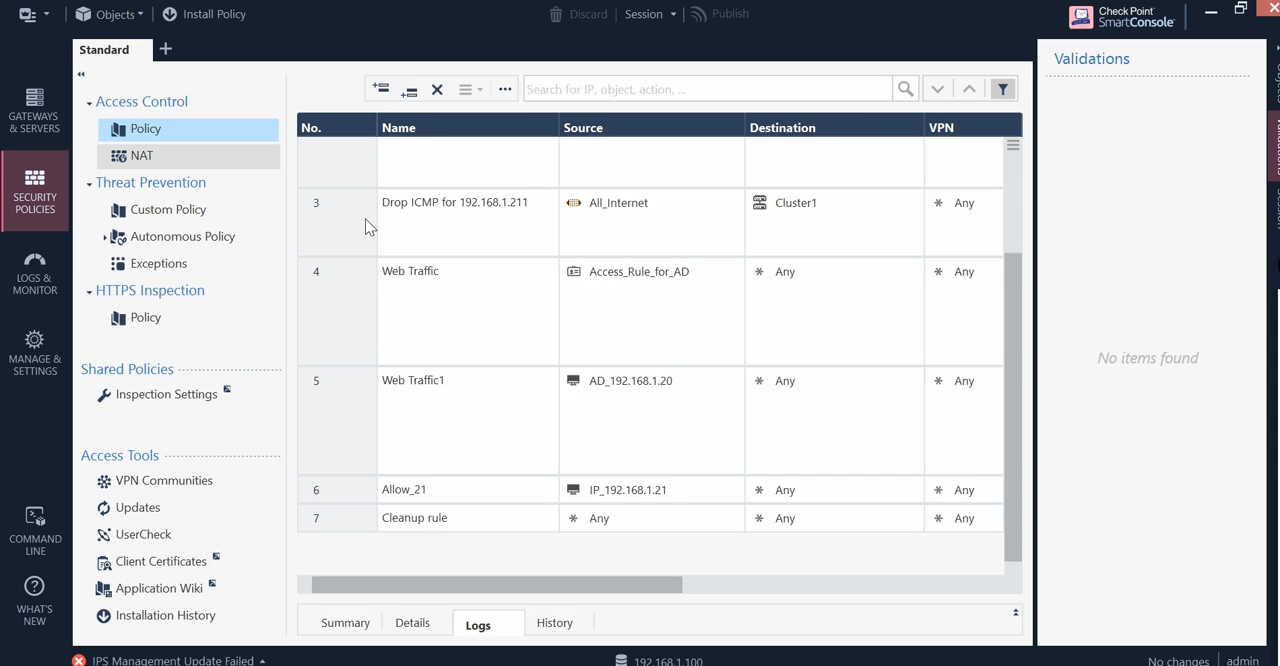 Objects
Install Policy
Discard
Session
Publish
Check Point
SmartConsole
Standard
Validations
GATEWAYS
& SERVERS
SECURITY
POLICIES
LOGS &
MONITOR
MANAGE &
SETTINGS
COMMAND
LINE
WHAT'S
NEW
Access Control
Policy
NAT
Threat Prevention
Custom Policy
Autonomous Policy
Exceptions
HTTPS Inspection
Policy
Shared Policies
Inspection Settings
Access Tools
VPN Communities
Updates
UserCheck
Client Certificates
Application Wiki
Installation History
Search for IP, object, action, ...
No. Name Source Destination VPN
3 Drop ICMP for 192.168.1.211 All_Internet Cluster1 * Any
4 Web Traffic Access_Rule_for_AD * Any * Any
5 Web Traffic1 AD_192.168.1.20 * Any * Any
6 Allow_21 IP_192.168.1.21 * Any * Any
7 Cleanup rule * Any * Any * Any
Summary Details Logs History
No items found
IPS Management Update Failed
192.168.1.100
No changes admin